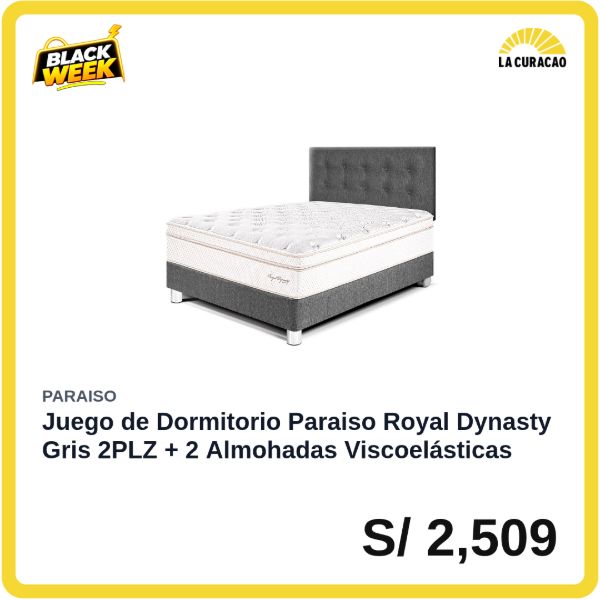 BLACK
WEEK
LA CURACAO
PARAISO
Juego de Dormitorio Paraiso Royal Dynasty
Gris 2PLZ + 2 Almohadas Viscoelásticas
S/ 2,509